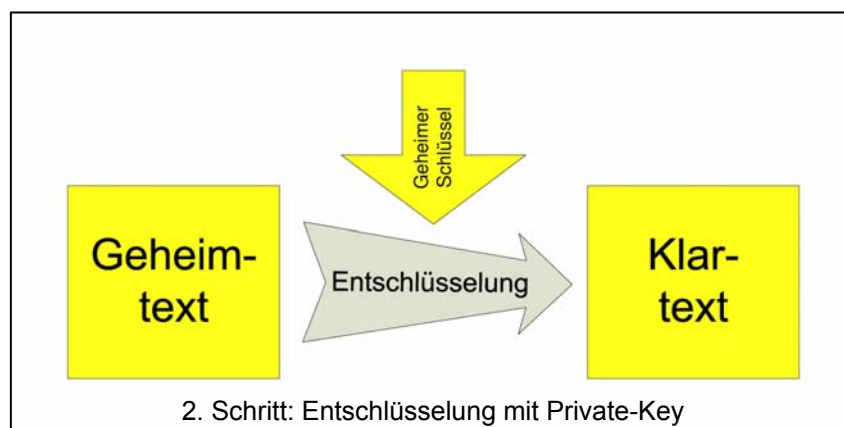 Geheimer
Schlüssel
Geheim-
text
Entschlüsselung
Klar-
text
2. Schritt: Entschlüsselung mit Private-Key